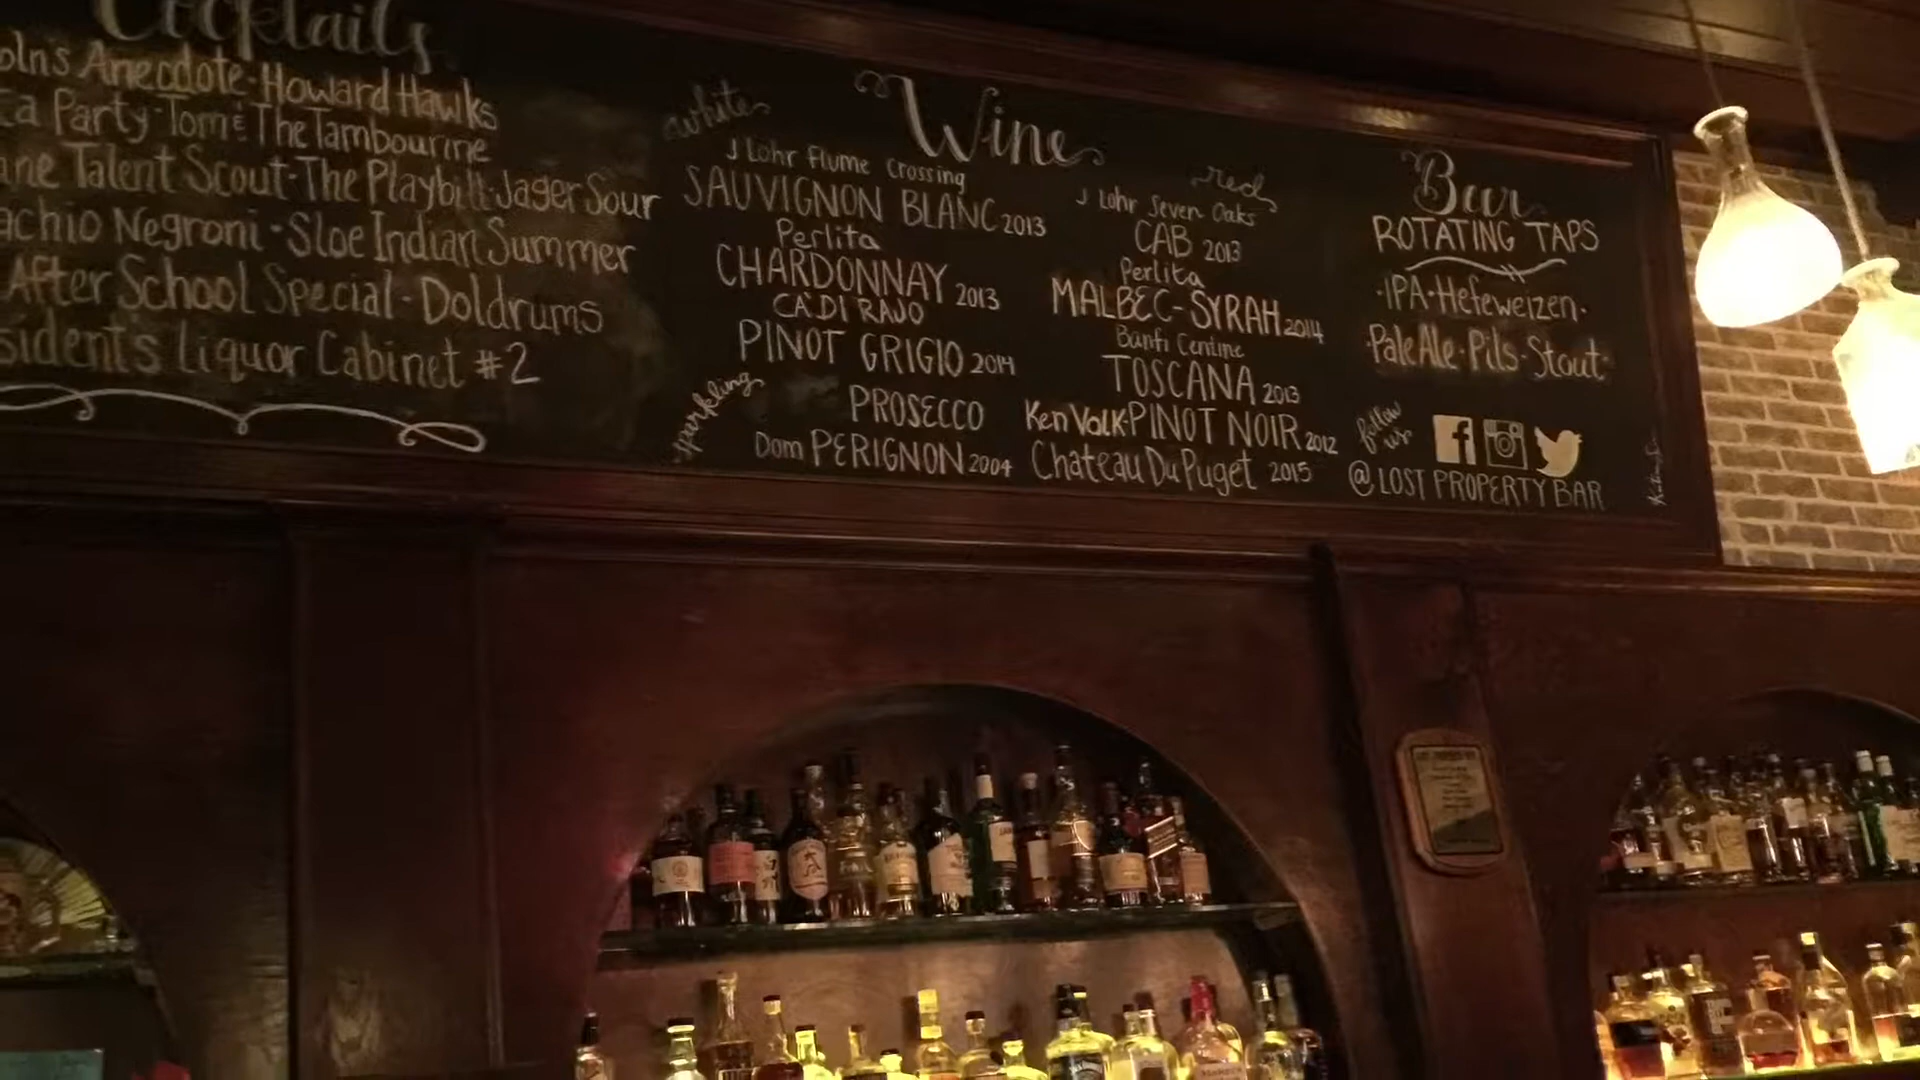 Cocktails
olns Anecdote · Howard Hawks
Party · Tom & The Tambourine
Talent Scout · The Playbill · Jager Sour
achio Negroni · Sloe Indian Summer
After School Special · Doldrums
sident's Liquor Cabinet #2
Wine
white
J Lohr Flume Crossing
SAUVIGNON BLANC 2013
Perlita
CHARDONNAY 2013
CA'DI RAJO
PINOT GRIGIO 2014
sparkling
PROSECCO
Dom PERIGNON 2004
red
J Lohr Seven Oaks
CAB 2013
Perlita
MALBEC-SYRAH 2014
Banfi Centine
TOSCANA 2013
Ken Volk-PINOT NOIR 2012
Chateau Du Puget 2015
Beer
ROTATING TAPS
·IPA·Hefeweizen·
·Pale Ale·Pils·Stout·
follow us
@LOST PROPERTY BAR